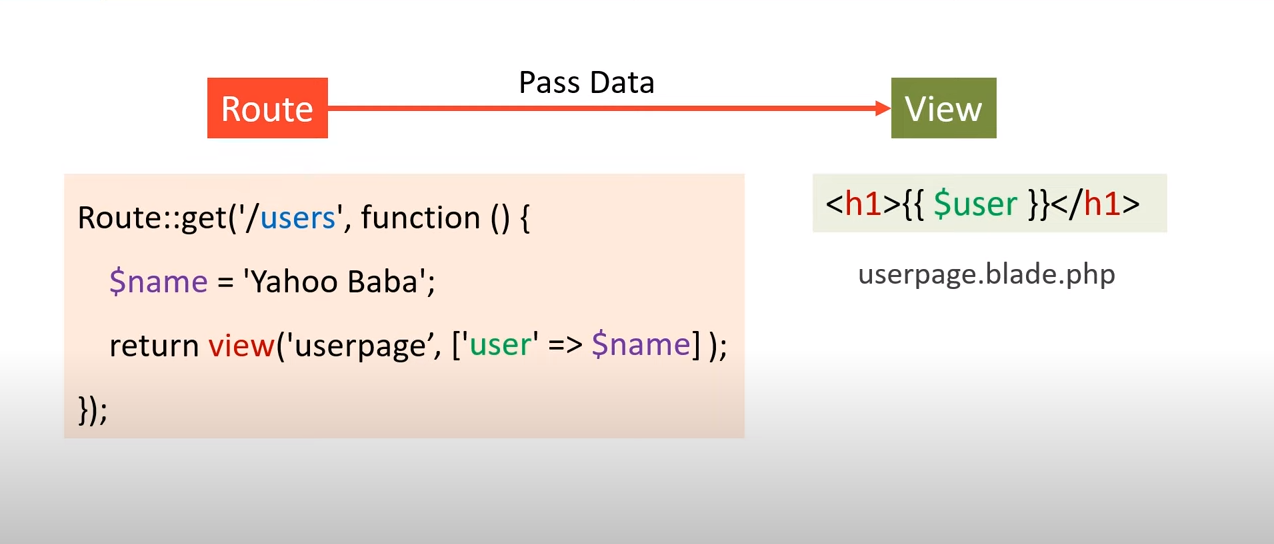 Pass Data
Route
View
Route::get('/users', function () {
$name = 'Yahoo Baba';
return view('userpage’, ['user' => $name] );
});
<h1>{{ $user }}</h1>
userpage.blade.php